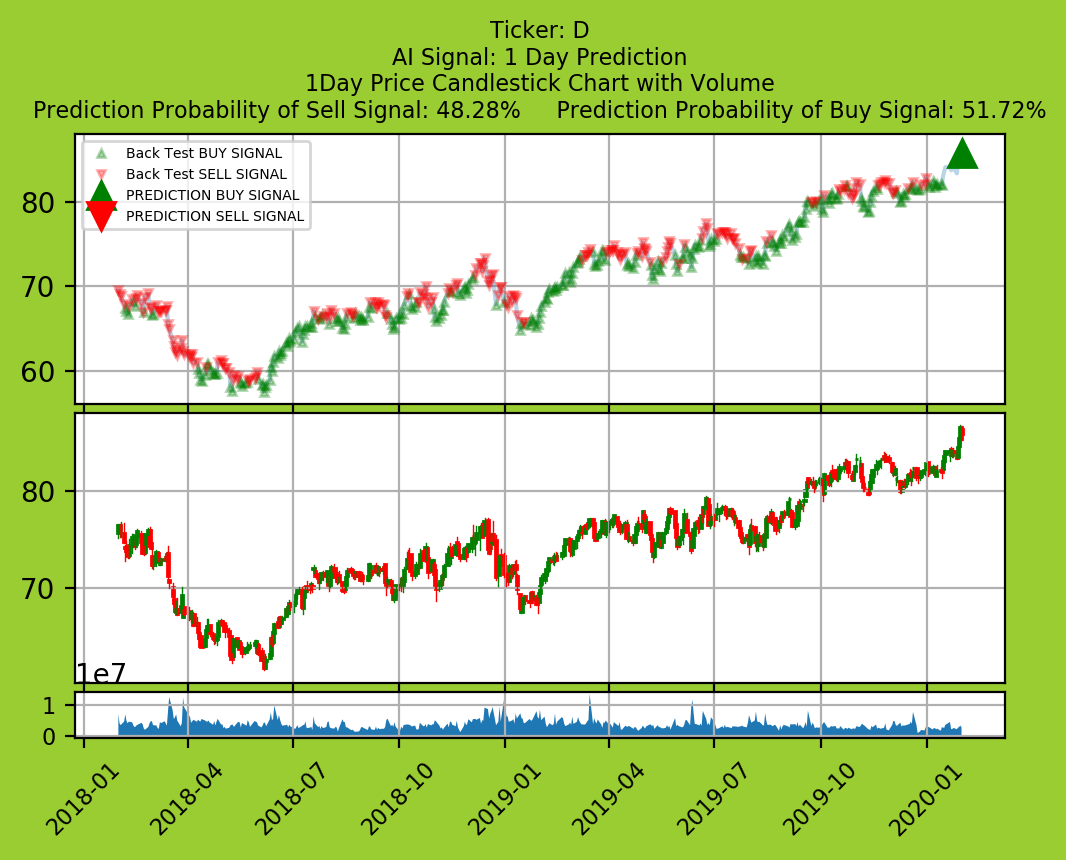 Ticker: D
AI Signal: 1 Day Prediction
1Day Price Candlestick Chart with Volume
Prediction Probability of Sell Signal: 48.28%     Prediction Probability of Buy Signal: 51.72%
Back Test BUY SIGNAL
Back Test SELL SIGNAL
PREDICTION BUY SIGNAL
PREDICTION SELL SIGNAL
80
70
60
80
70
1e7
1
0
2018-01
2018-04
2018-07
2018-10
2019-01
2019-04
2019-07
2019-10
2020-01